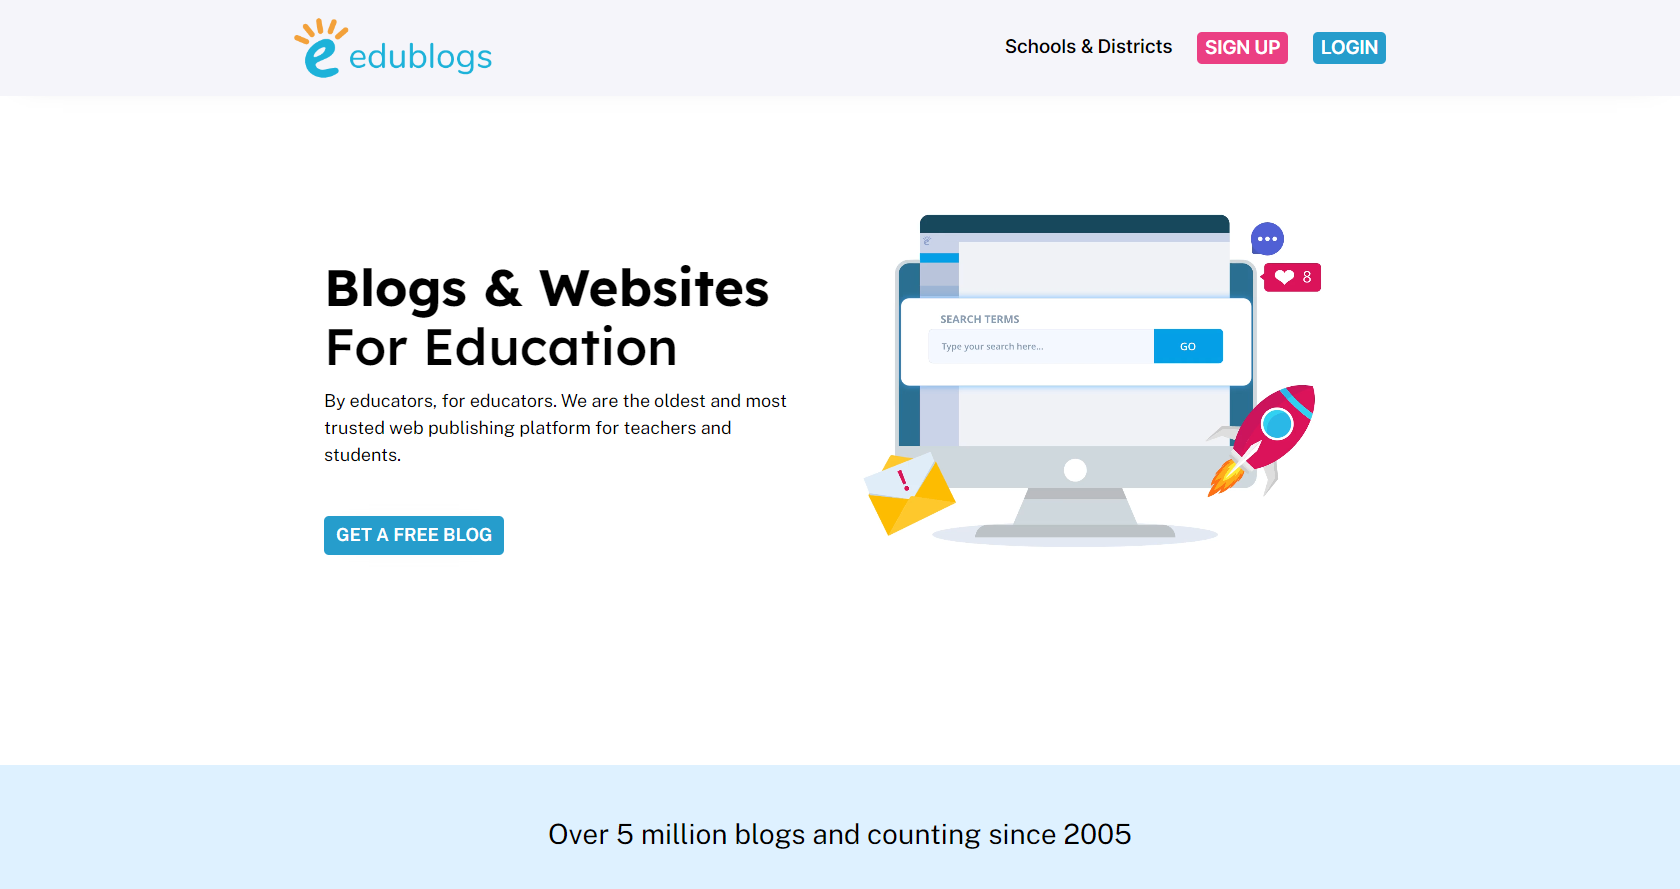 edublogs
Schools & Districts
SIGN UP
LOGIN
Blogs & Websites
For Education
By educators, for educators. We are the oldest and most
trusted web publishing platform for teachers and
students.
GET A FREE BLOG
8
SEARCH TERMS
Type your search here...
GO
!
Over 5 million blogs and counting since 2005